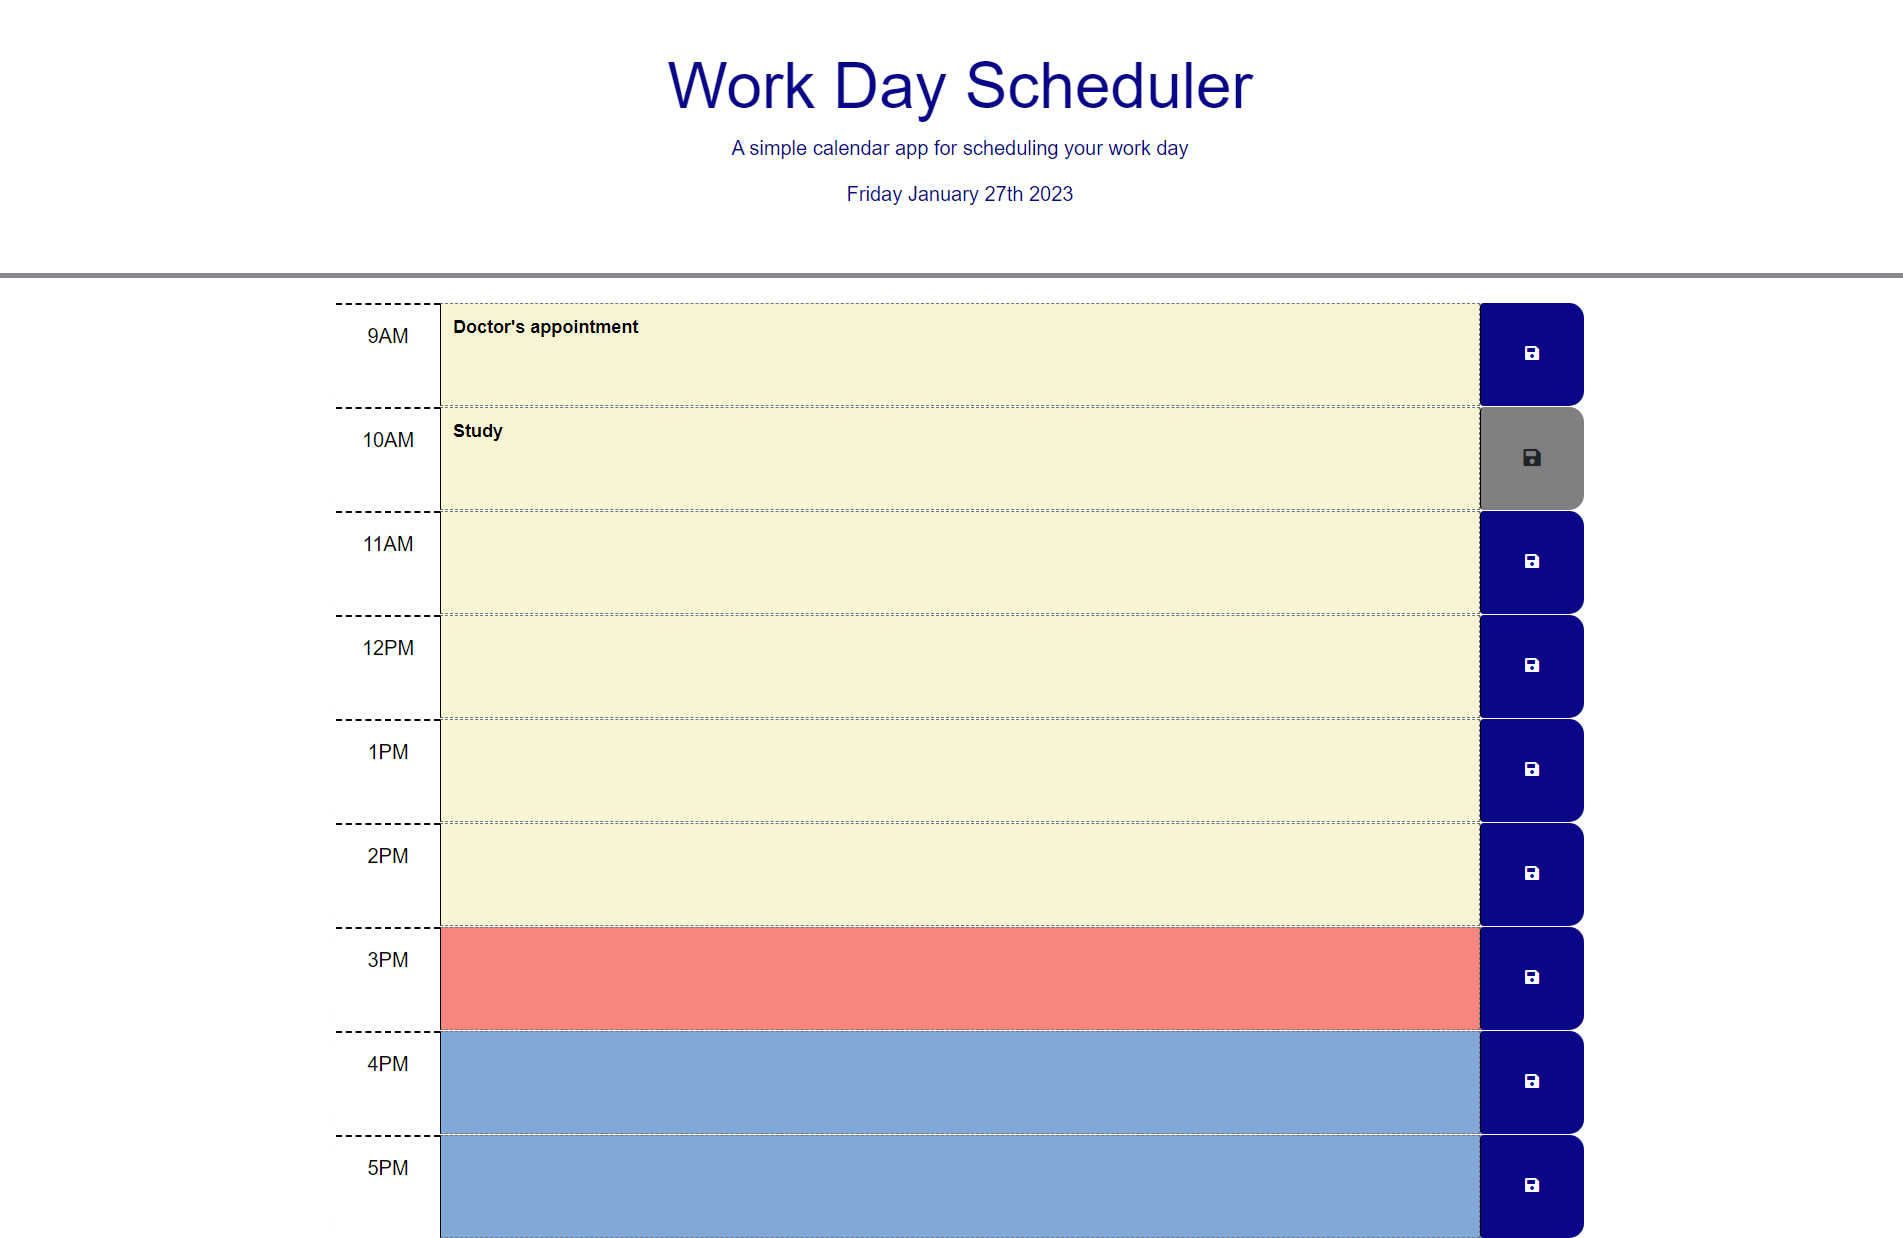 Work Day Scheduler
A simple calendar app for scheduling your work day
Friday January 27th 2023
9AM
Doctor's appointment
10AM
Study
11AM
12PM
1PM
2PM
3PM
4PM
5PM